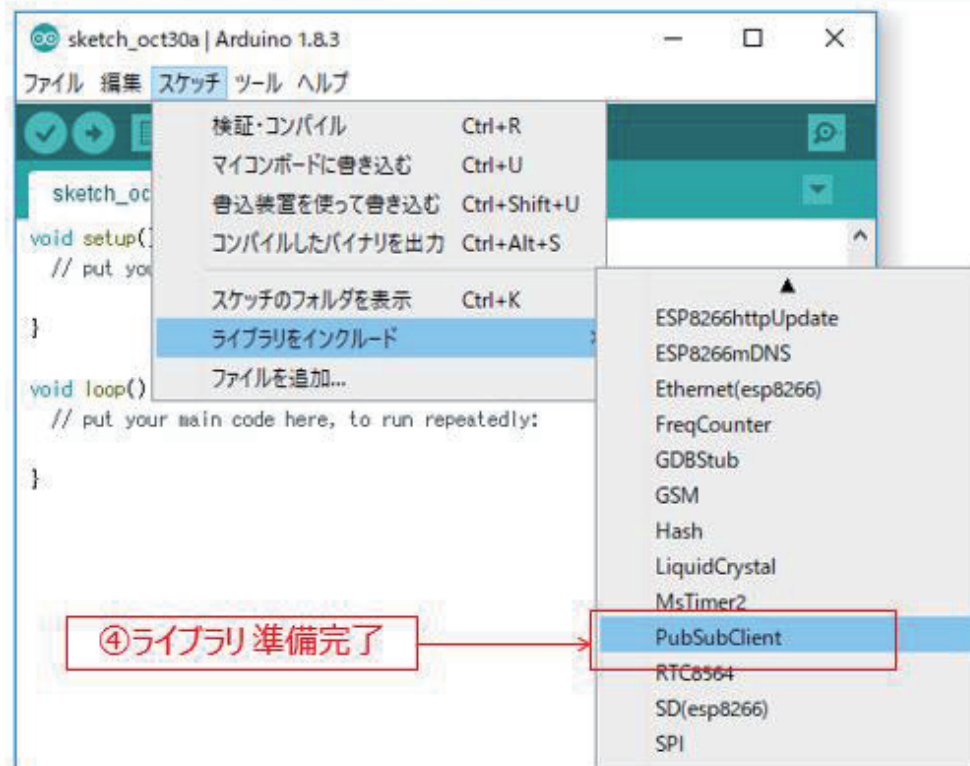 sketch_oct30a | Arduino 1.8.3
ファイル 編集 スケッチ ツール ヘルプ
検証・コンパイル Ctrl+R
マイコンボードに書き込む Ctrl+U
書込装置を使って書き込む Ctrl+Shift+U
コンパイルしたバイナリを出力 Ctrl+Alt+S
スケッチのフォルダを表示 Ctrl+K
ライブラリをインクルード
ファイルを追加...
sketch_oc
void setup()
// put you
}
void loop()
// put your main code here, to run repeatedly:
}
ESP8266httpUpdate
ESP8266mDNS
Ethernet(esp8266)
FreqCounter
GDBStub
GSM
Hash
LiquidCrystal
MsTimer2
PubSubClient
RTC8564
SD(esp8266)
SPI
④ライブラリ 準備完了